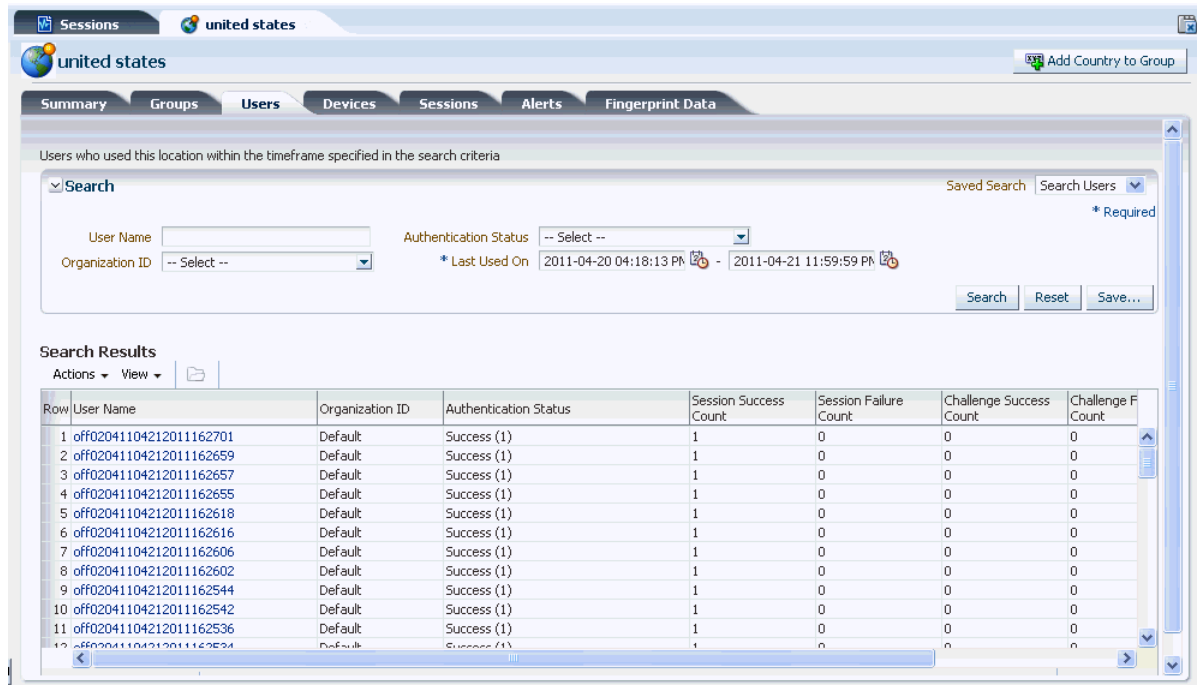 Sessions united states
united states Add Country to Group
Summary Groups Users Devices Sessions Alerts Fingerprint Data
Users who used this location within the timeframe specified in the search criteria
Search Saved Search Search Users
* Required
User Name Authentication Status -- Select --
Organization ID -- Select -- * Last Used On 2011-04-20 04:18:13 PM - 2011-04-21 11:59:59 PM
Search Reset Save...
Search Results
Actions View
Row User Name Organization ID Authentication Status Session Success Count Session Failure Count Challenge Success Count Challenge F Count
1 off02041104212011162701 Default Success (1) 1 0 0 0
2 off02041104212011162659 Default Success (1) 1 0 0 0
3 off02041104212011162657 Default Success (1) 1 0 0 0
4 off02041104212011162655 Default Success (1) 1 0 0 0
5 off02041104212011162618 Default Success (1) 1 0 0 0
6 off02041104212011162616 Default Success (1) 1 0 0 0
7 off02041104212011162606 Default Success (1) 1 0 0 0
8 off02041104212011162602 Default Success (1) 1 0 0 0
9 off02041104212011162544 Default Success (1) 1 0 0 0
10 off02041104212011162542 Default Success (1) 1 0 0 0
11 off02041104212011162536 Default Success (1) 1 0 0 0
12 off02041104212011162534 Default Success (1) 1 0 0 0